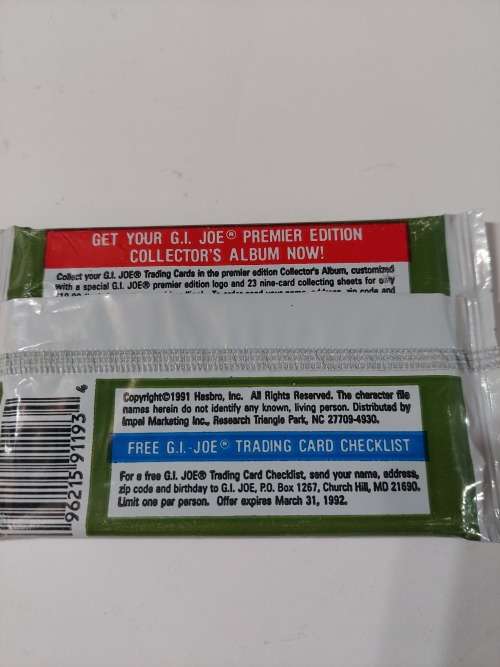 GET YOUR G.I. JOE® PREMIER EDITION
COLLECTOR'S ALBUM NOW!
Collect your G.I. JOE® Trading Cards in the premier edition Collector's Album, customized
with a special G.I. JOE® premier edition logo and 23 nine-card collecting sheets for only
Copyright©1991 Hasbro, Inc. All Rights Reserved. The character file
names herein do not identify any known, living person. Distributed by
Impel Marketing Inc., Research Triangle Park, NC 27709-4930.
FREE G.I. JOE® TRADING CARD CHECKLIST
For a free G.I. JOE® Trading Card Checklist, send your name, address,
zip code and birthday to G.I. JOE, P.O. Box 1267, Church Hill, MD 21690.
Limit one per person. Offer expires March 31, 1992.
96215 91193 4